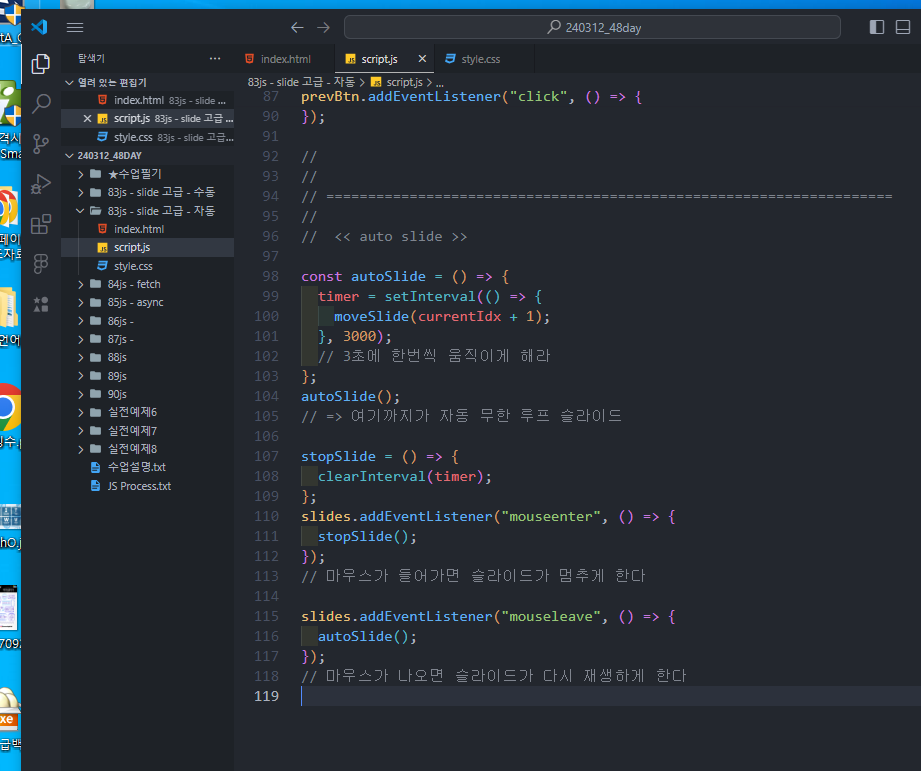 240312_48day
탐색기
index.html
script.js
style.css
열려 있는 편집기
index.html 83js - slide ...
script.js 83js - slide 고급 ...
style.css 83js - slide 고급...
240312_48DAY
★수업필기
83js - slide 고급 - 수동
83js - slide 고급 - 자동
index.html
script.js
style.css
84js - fetch
85js - async
86js -
87js -
88js
89js
90js
실전예제6
실전예제7
실전예제8
수업설명.txt
JS Process.txt
83js - slide 고급 - 자동 > script.js > ...
87 prevBtn.addEventListener("click", () => {
90 });
91
92 //
93 //
94 // =====================================================================
95 //
96 //  << auto slide >>
97
98 const autoSlide = () => {
99   timer = setInterval(() => {
100     moveSlide(currentIdx + 1);
101   }, 3000);
102   // 3초에 한번씩 움직이게 해라
103 };
104 autoSlide();
105 // => 여기까지가 자동 무한 루프 슬라이드
106
107 stopSlide = () => {
108   clearInterval(timer);
109 };
110 slides.addEventListener("mouseenter", () => {
111   stopSlide();
112 });
113 // 마우스가 들어가면 슬라이드가 멈추게 한다
114
115 slides.addEventListener("mouseleave", () => {
116   autoSlide();
117 });
118 // 마우스가 나오면 슬라이드가 다시 재생하게 한다
119